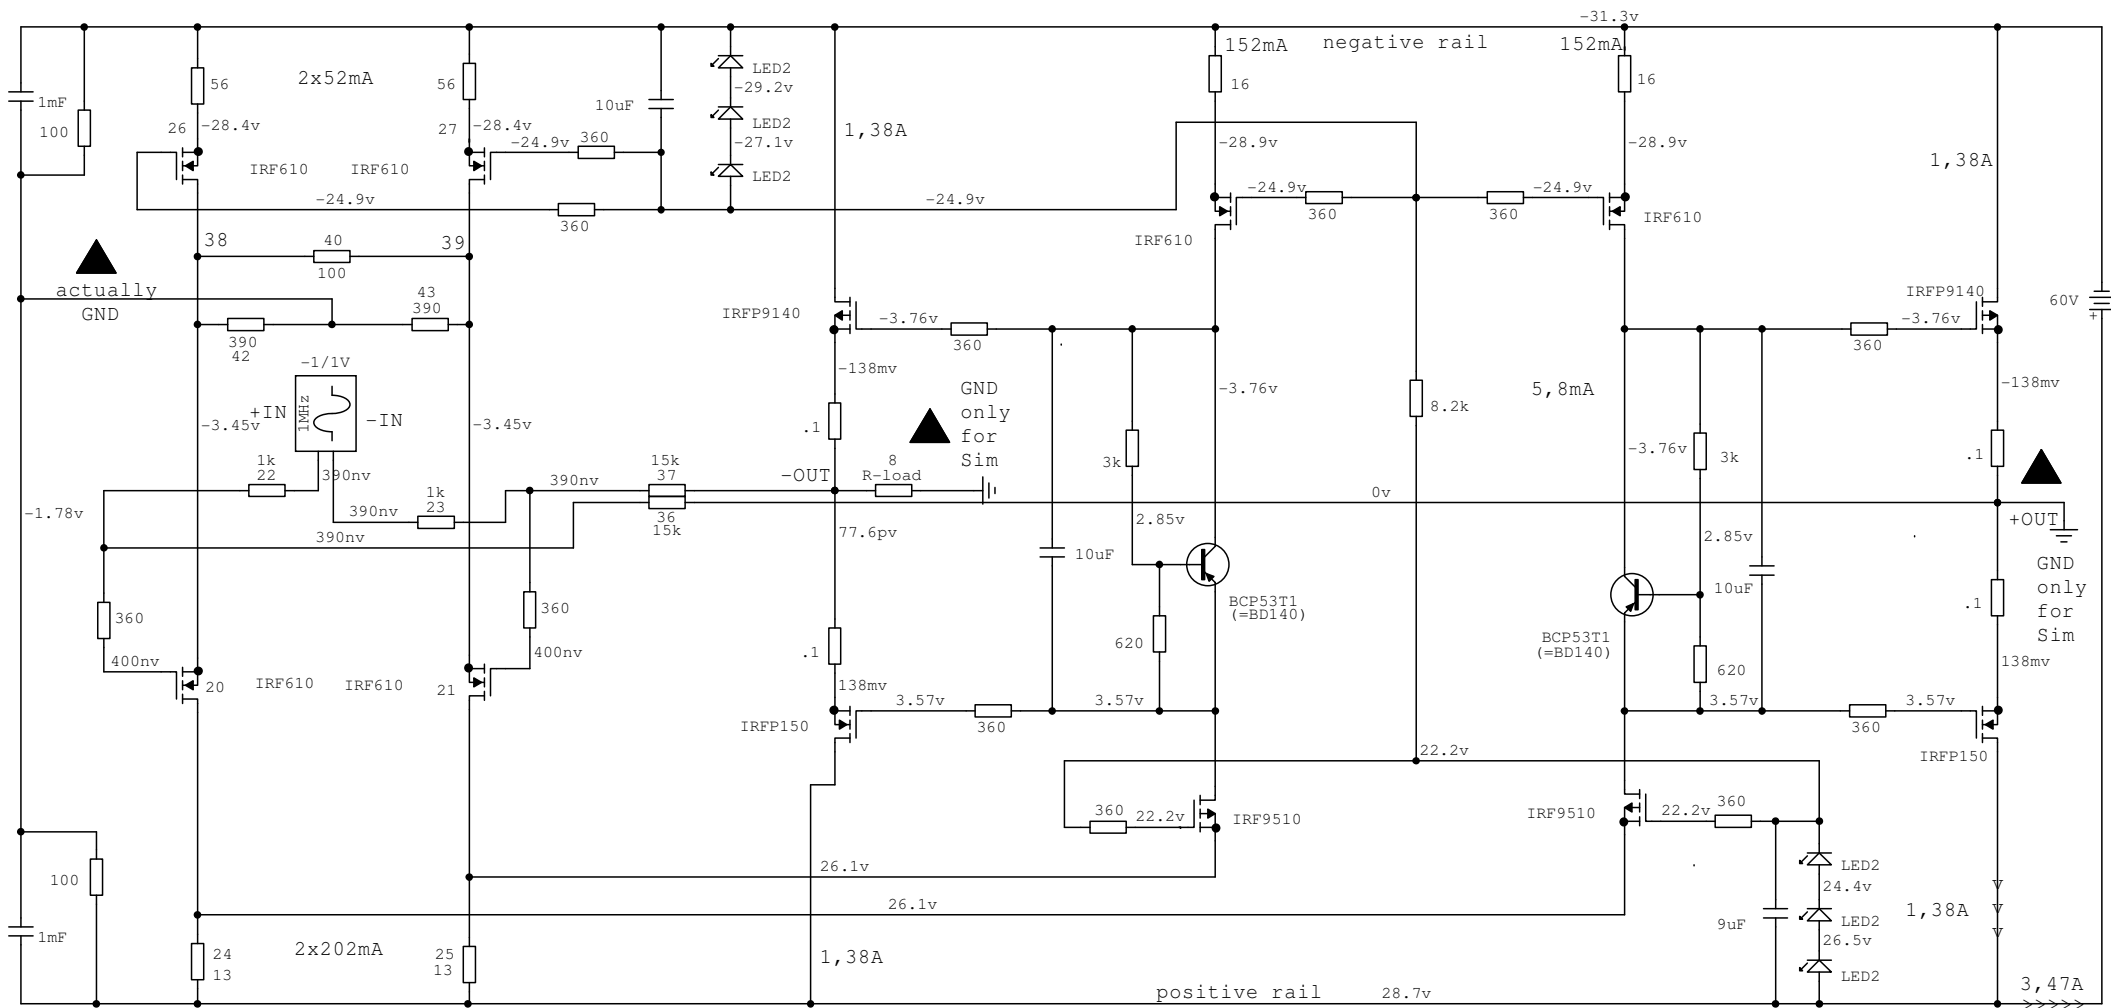 -31.3v
152mA
negative rail
152mA
56
2x52mA
56
LED2
-29.2v
16
16
1mF
10uF
100
26
-28.4v
27
-28.4v
-24.9v
360
LED2
-27.1v
1,38A
-28.9v
-28.9v
1,38A
IRF610
IRF610
LED2
-24.9v
360
-24.9v
-24.9v
360
360
-24.9v
IRF610
IRF610
38
40
100
39
actually
GND
43
390
390
42
IRFP9140
-3.76v
360
IRFP9140
-3.76v
360
60V
+
-1/1V
+IN
1MHz
-IN
-3.45v
-3.45v
-138mv
GND
only
for
Sim
-3.76v
5,8mA
8.2k
-138mv
.1
3k
-3.76v
3k
.1
1k
22
390nv
390nv
15k
37
-OUT
8
R-load
1k
23
390nv
36
15k
0v
-1.78v
390nv
77.6pv
2.85v
2.85v
+OUT
10uF
10uF
GND
only
for
Sim
BCP53T1
(=BD140)
BCP53T1
(=BD140)
360
360
.1
620
620
.1
400nv
400nv
138mv
138mv
20
IRF610
IRF610
21
IRFP150
3.57v
360
3.57v
3.57v
360
3.57v
IRFP150
22.2v
360
22.2v
IRF9510
IRF9510
22.2v
360
26.1v
LED2
24.4v
100
26.1v
1,38A
LED2
26.5v
9uF
1mF
24
13
2x202mA
25
13
1,38A
LED2
positive rail
28.7v
3,47A